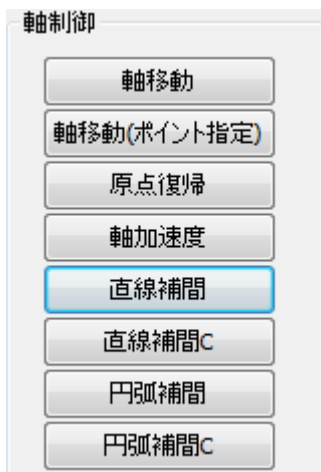 軸制御
軸移動
軸移動(ポイント指定)
原点復帰
軸加速度
直線補間
直線補間C
円弧補間
円弧補間C